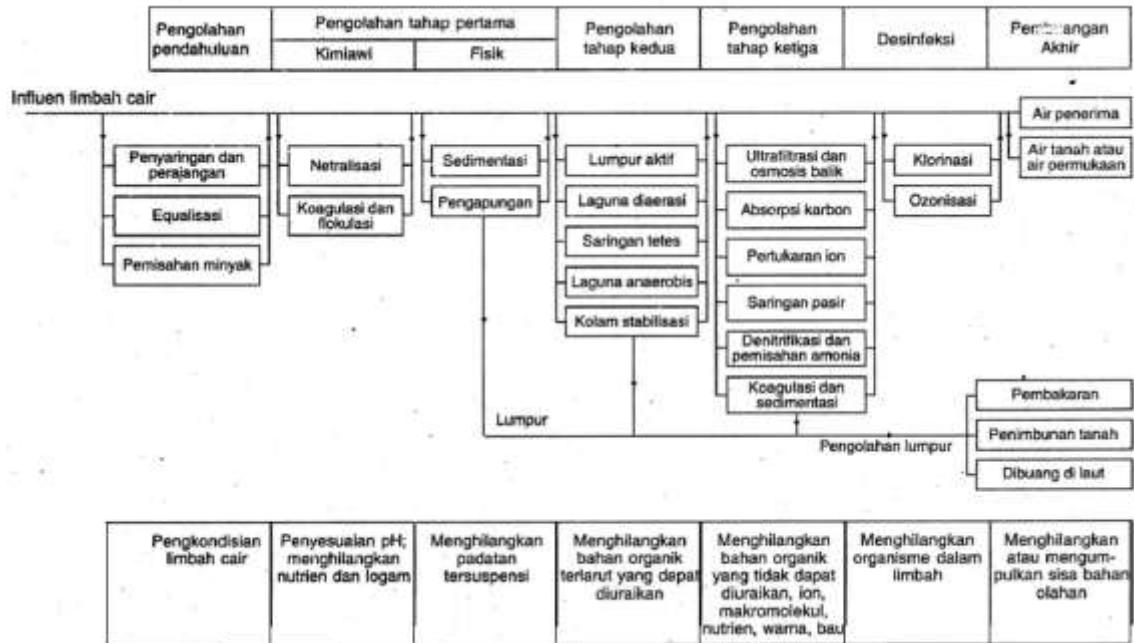 Pengolahan
pendahuluan
Pengolahan tahap pertama
Kimiawi
Fisik
Pengolahan
tahap kedua
Pengolahan
tahap ketiga
Desinfeksi
Akhir
Influen limbah cair
Air penerima
Air tanah atau
air permukaan
Penyaringan dan
perajangan
Equalisasi
Pemisahan minyak
Netralisasi
Koagulasi dan
flokulasi
Sedimentasi
Pengapungan
Lumpur aktif
Laguna diaerasi
Saringan tetes
Laguna anaerobis
Kolam stabilisasi
Ultrafiltrasi dan
osmosis balik
Absorpsi karbon
Pertukaran ion
Saringan pasir
Denitrifikasi dan
pemisahan amonia
Koagulasi dan
sedimentasi
Klorinasi
Ozonisasi
Lumpur
Pengolahan lumpur
Pembakaran
Penimbunan tanah
Dibuang di laut
Pengkondisian
limbah cair
Penyesuaian pH;
menghilangkan
nutrien dan logam
Menghilangkan
padatan
tersuspensi
Menghilangkan
bahan organik
terlarut yang dapat
diuraikan
Menghilangkan
bahan organik
yang tidak dapat
diuraikan, ion,
makromolekul,
nutrien, warna, bau
Menghilangkan
organisme dalam
limbah
Menghilangkan
atau mengum-
pulkan sisa bahan
olahan